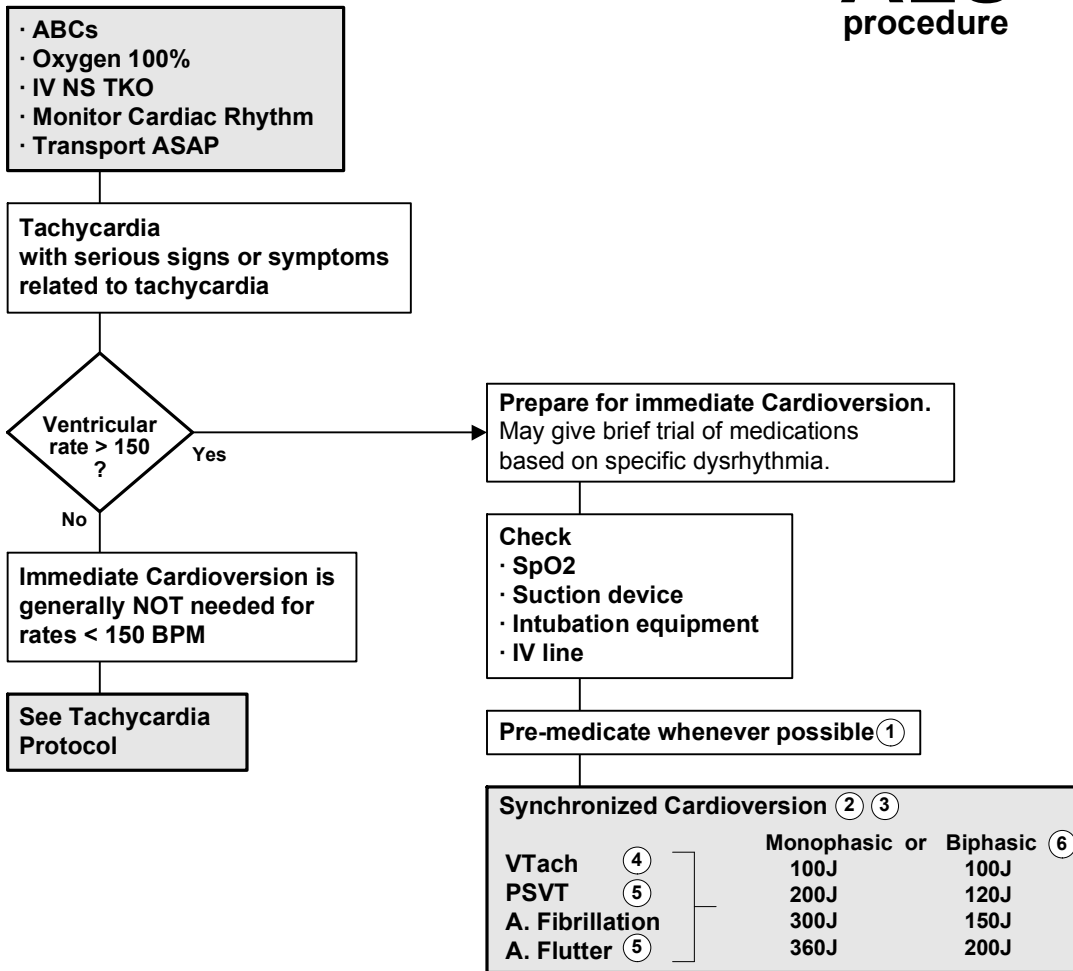 procedure
· ABCs
· Oxygen 100%
· IV NS TKO
· Monitor Cardiac Rhythm
· Transport ASAP
Tachycardia
with serious signs or symptoms
related to tachycardia
Ventricular
rate > 150
?
Yes
No
Immediate Cardioversion is
generally NOT needed for
rates < 150 BPM
See Tachycardia
Protocol
Prepare for immediate Cardioversion.
May give brief trial of medications
based on specific dysrhythmia.
Check
· SpO2
· Suction device
· Intubation equipment
· IV line
Pre-medicate whenever possible 1
Synchronized Cardioversion 2 3
Monophasic or Biphasic 6
VTach 4 100J 100J
PSVT 5 200J 120J
A. Fibrillation 300J 150J
A. Flutter 5 360J 200J